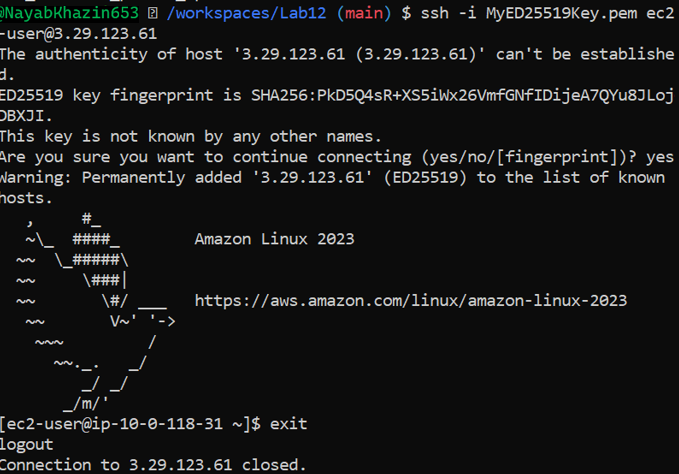 @NayabKhazin653 /workspaces/Lab12 (main) $ ssh -i MyED25519Key.pem ec2
-user@3.29.123.61
The authenticity of host '3.29.123.61 (3.29.123.61)' can't be establishe
d.
ED25519 key fingerprint is SHA256:PkD5Q4sR+XS5iWx26VmfGNfIDijeA7QYu8JLoj
DBXJI.
This key is not known by any other names.
Are you sure you want to continue connecting (yes/no/[fingerprint])? yes
Warning: Permanently added '3.29.123.61' (ED25519) to the list of known
hosts.
   ,     #_
   ~\_  ####_        Amazon Linux 2023
  ~~  \_#####\
  ~~     \###|
  ~~       \#/ ___   https://aws.amazon.com/linux/amazon-linux-2023
   ~~       V~' '->
    ~~~         /
      ~~._.   _/
         _/ _/
       _/m/'
[ec2-user@ip-10-0-118-31 ~]$ exit
logout
Connection to 3.29.123.61 closed.